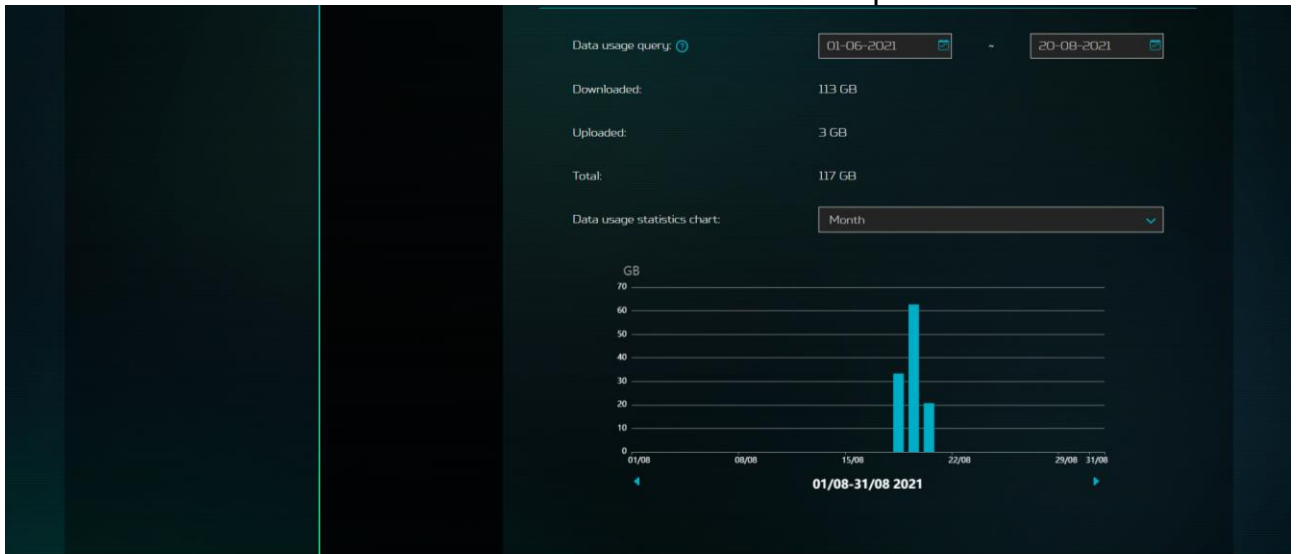 Data usage query: ?
01-06-2021 ~ 20-08-2021
Downloaded: 113 GB
Uploaded: 3 GB
Total: 117 GB
Data usage statistics chart: Month
GB
70
60
50
40
30
20
10
0
01/08 08/08 15/08 22/08 29/08 31/08
01/08-31/08 2021